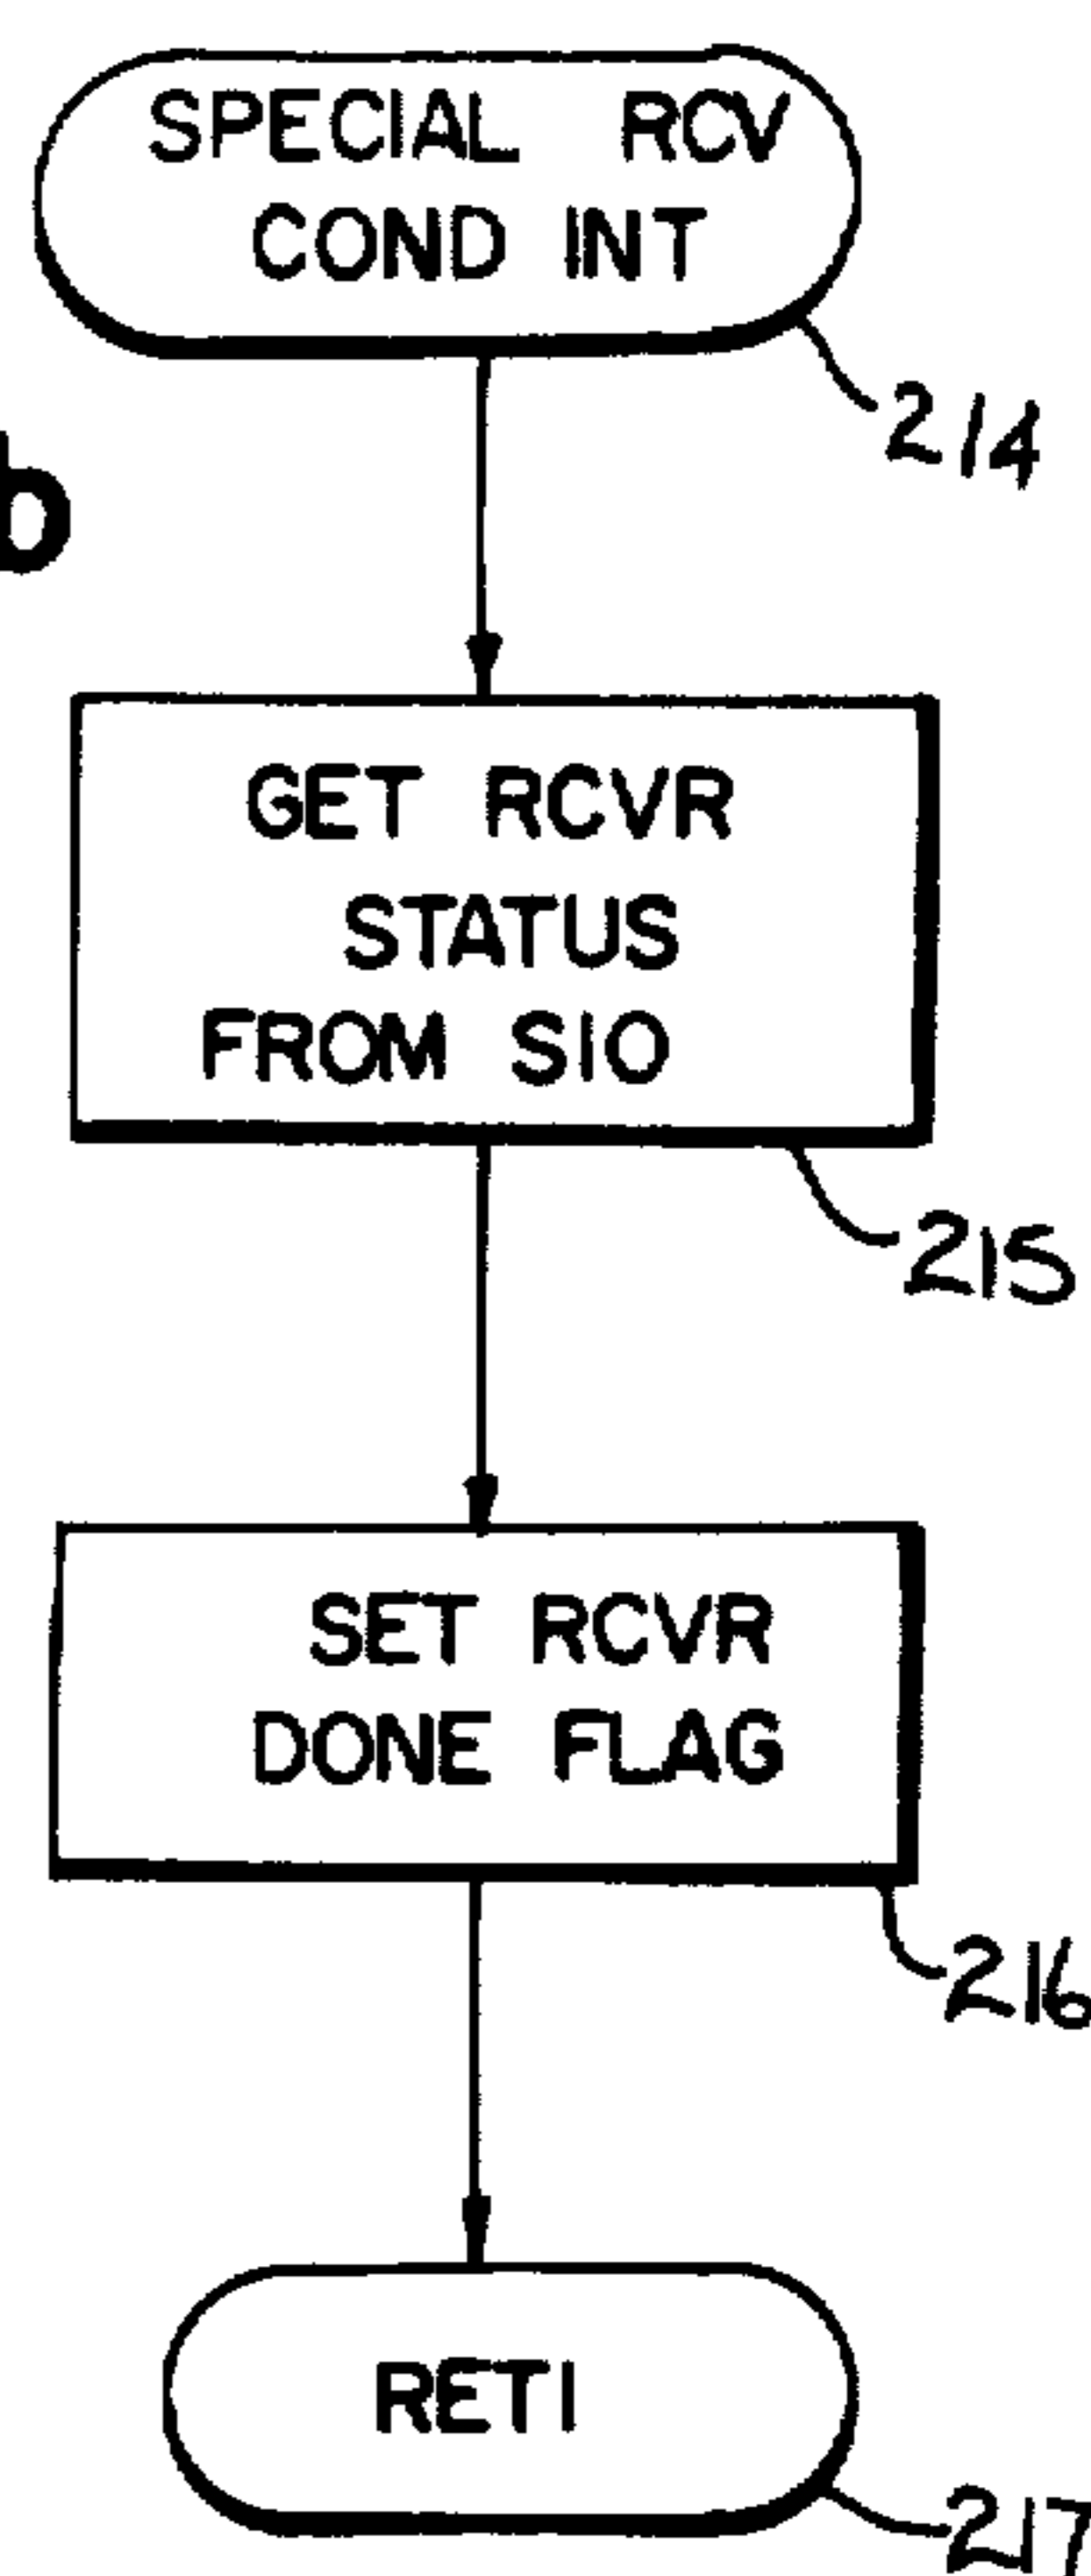 SPECIAL RCV
COND INT
214
b
GET RCVR
STATUS
FROM SIO
215
SET RCVR
DONE FLAG
216
RETI
217